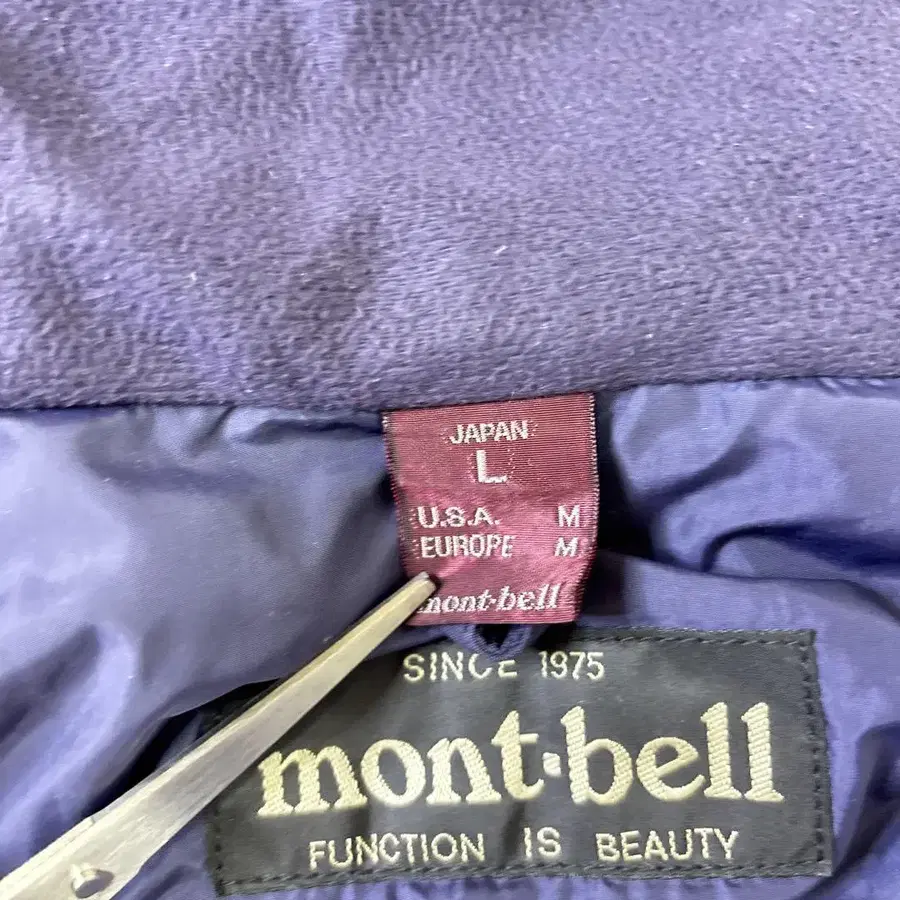 JAPAN
L
U.S.A. M
EUROPE M
mont-bell
SINCE 1975
mont-bell
FUNCTION IS BEAUTY